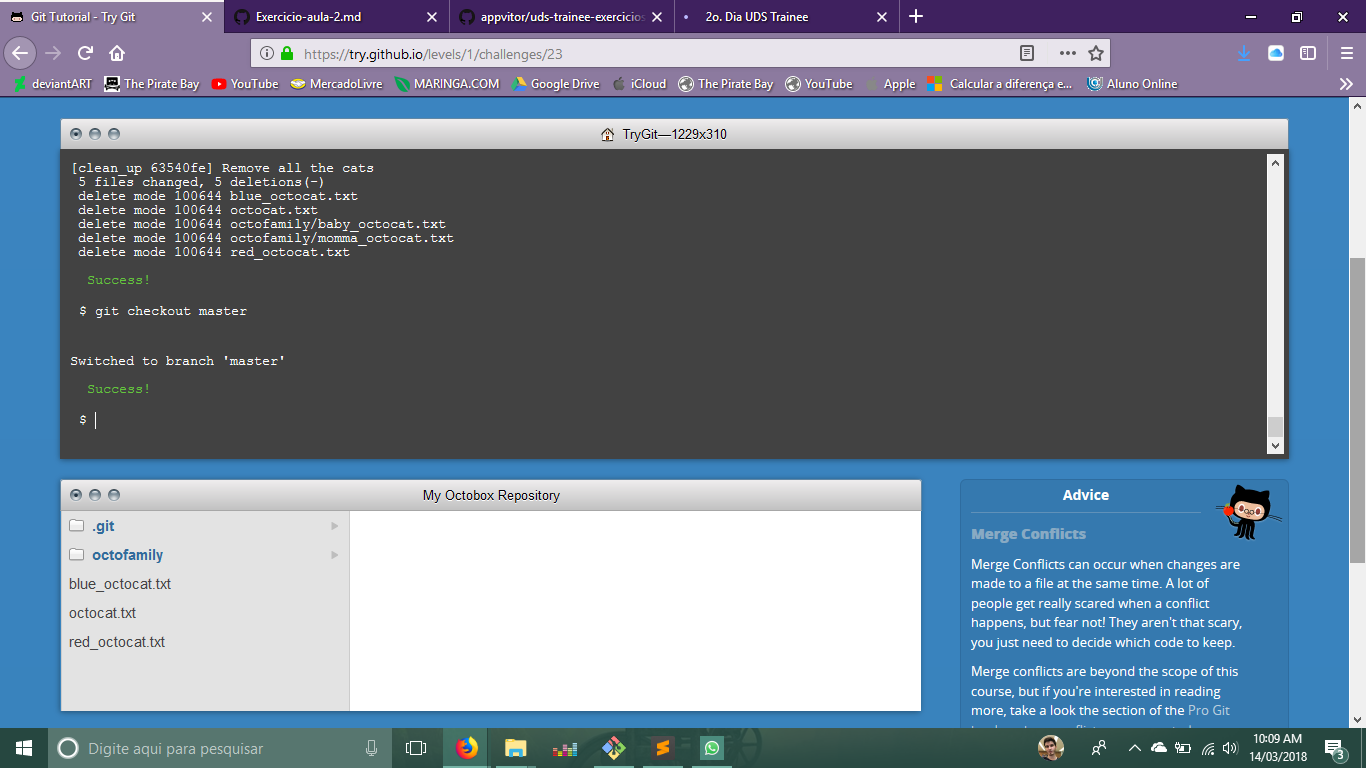 Git Tutorial - Try Git
Exercicio-aula-2.md
appvitor/uds-trainee-exercicios
2o. Dia UDS Trainee
https://try.github.io/levels/1/challenges/23
deviantART
The Pirate Bay
YouTube
MercadoLivre
MARINGA.COM
Google Drive
iCloud
The Pirate Bay
YouTube
Apple
Calcular a diferença e...
Aluno Online
TryGit—1229x310
[clean_up 63540fe] Remove all the cats
5 files changed, 5 deletions(-)
delete mode 100644 blue_octocat.txt
delete mode 100644 octocat.txt
delete mode 100644 octofamily/baby_octocat.txt
delete mode 100644 octofamily/momma_octocat.txt
delete mode 100644 red_octocat.txt
Success!
$ git checkout master
Switched to branch 'master'
Success!
$
My Octobox Repository
.git
octofamily
blue_octocat.txt
octocat.txt
red_octocat.txt
Advice
Merge Conflicts
Merge Conflicts can occur when changes are
made to a file at the same time. A lot of
people get really scared when a conflict
happens, but fear not! They aren't that scary,
you just need to decide which code to keep.
Merge conflicts are beyond the scope of this
course, but if you're interested in reading
more, take a look the section of the Pro Git
Digite aqui para pesquisar
10:09 AM
14/03/2018
3